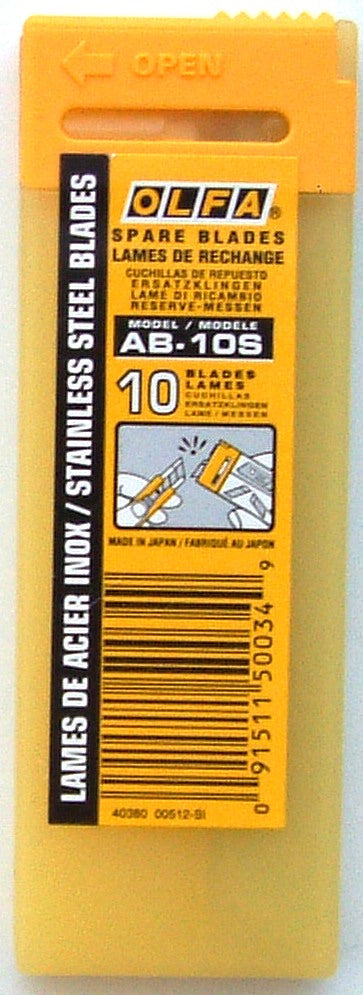 OPEN
OLFA®
SPARE BLADES
LAMES DE RECHANGE
CUCHILLAS DE REPUESTO
ERSATZKLINGEN
LAME DI RICAMBIO
RESERVE-MESSEN
MODEL / MODÈLE
AB-10S
10 BLADES
LAMES
CUCHILLAS
ERSATZKLINGEN
LAME / MESSEN
MADE IN JAPAN / FABRIQUÉ AU JAPON
0 91511 50034 9
40380 00512-SI
LAMES DE ACIER INOX / STAINLESS STEEL BLADES